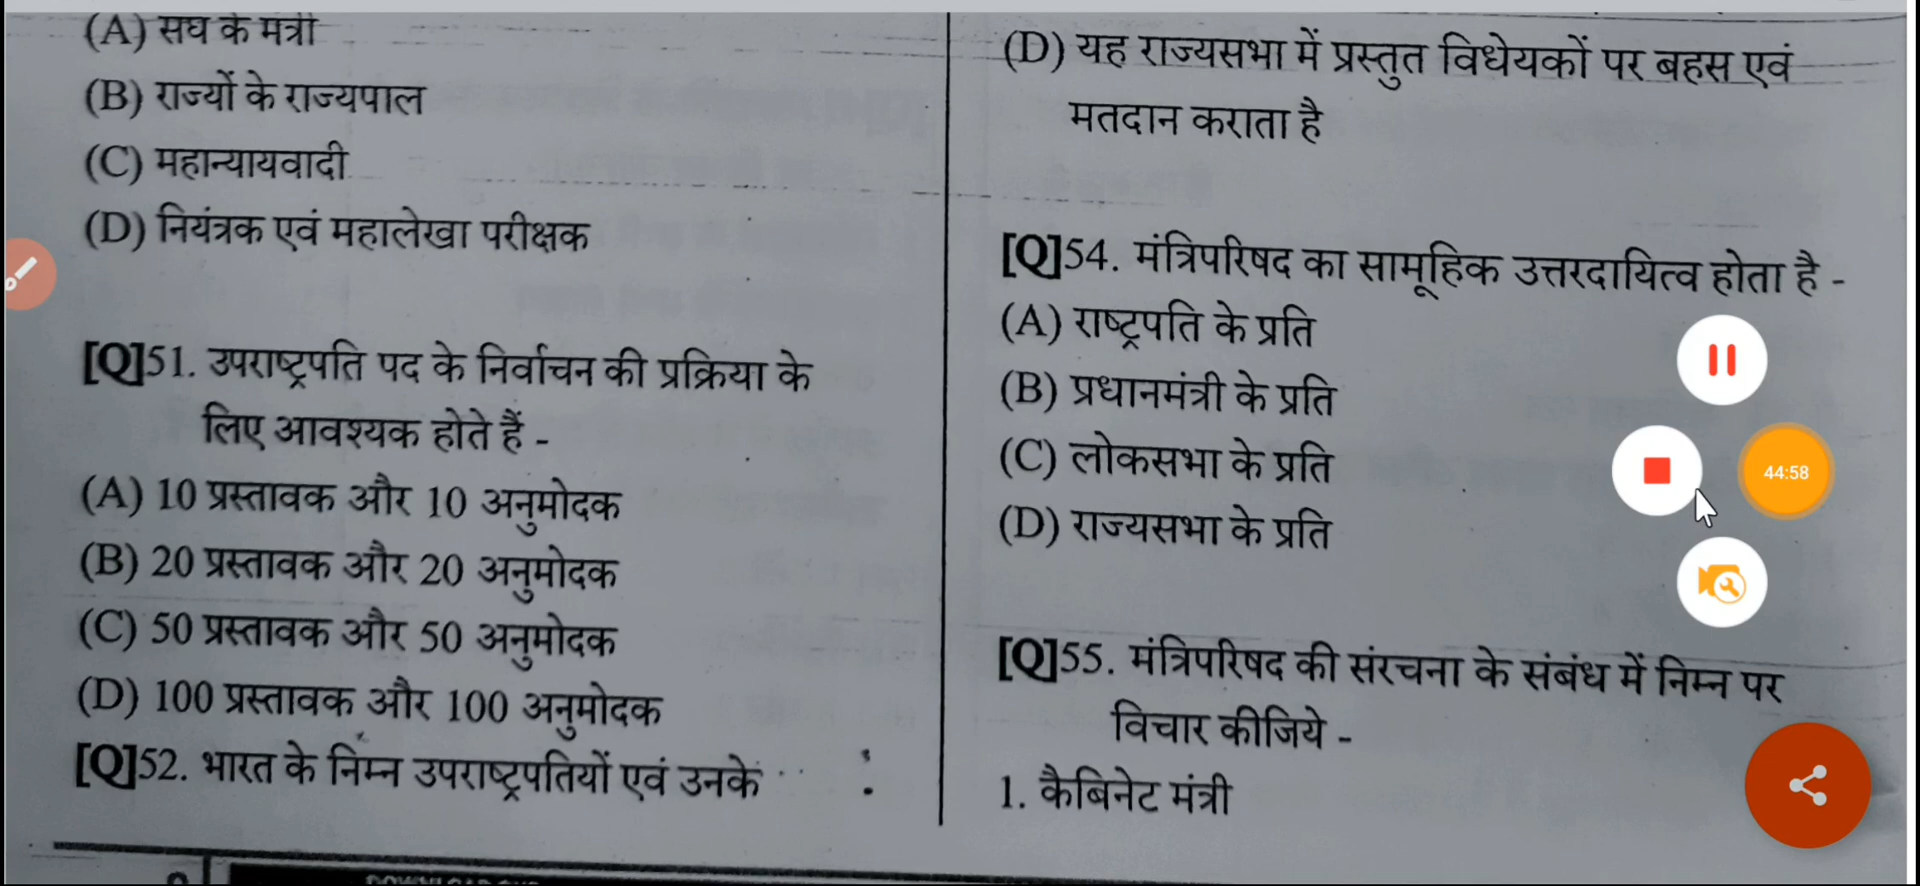 (A) संघ के मंत्री
(B) राज्यों के राज्यपाल
(C) महान्यायवादी
(D) नियंत्रक एवं महालेखा परीक्षक
[Q]51. उपराष्ट्रपति पद के निर्वाचन की प्रक्रिया के
लिए आवश्यक होते हैं -
(A) 10 प्रस्तावक और 10 अनुमोदक
(B) 20 प्रस्तावक और 20 अनुमोदक
(C) 50 प्रस्तावक और 50 अनुमोदक
(D) 100 प्रस्तावक और 100 अनुमोदक
[Q]52. भारत के निम्न उपराष्ट्रपतियों एवं उनके
(D) यह राज्यसभा में प्रस्तुत विधेयकों पर बहस एवं
मतदान कराता है
[Q]54. मंत्रिपरिषद का सामूहिक उत्तरदायित्व होता है -
(A) राष्ट्रपति के प्रति
(B) प्रधानमंत्री के प्रति
(C) लोकसभा के प्रति
(D) राज्यसभा के प्रति
[Q]55. मंत्रिपरिषद की संरचना के संबंध में निम्न पर
विचार कीजिये -
1. कैबिनेट मंत्री
44:58